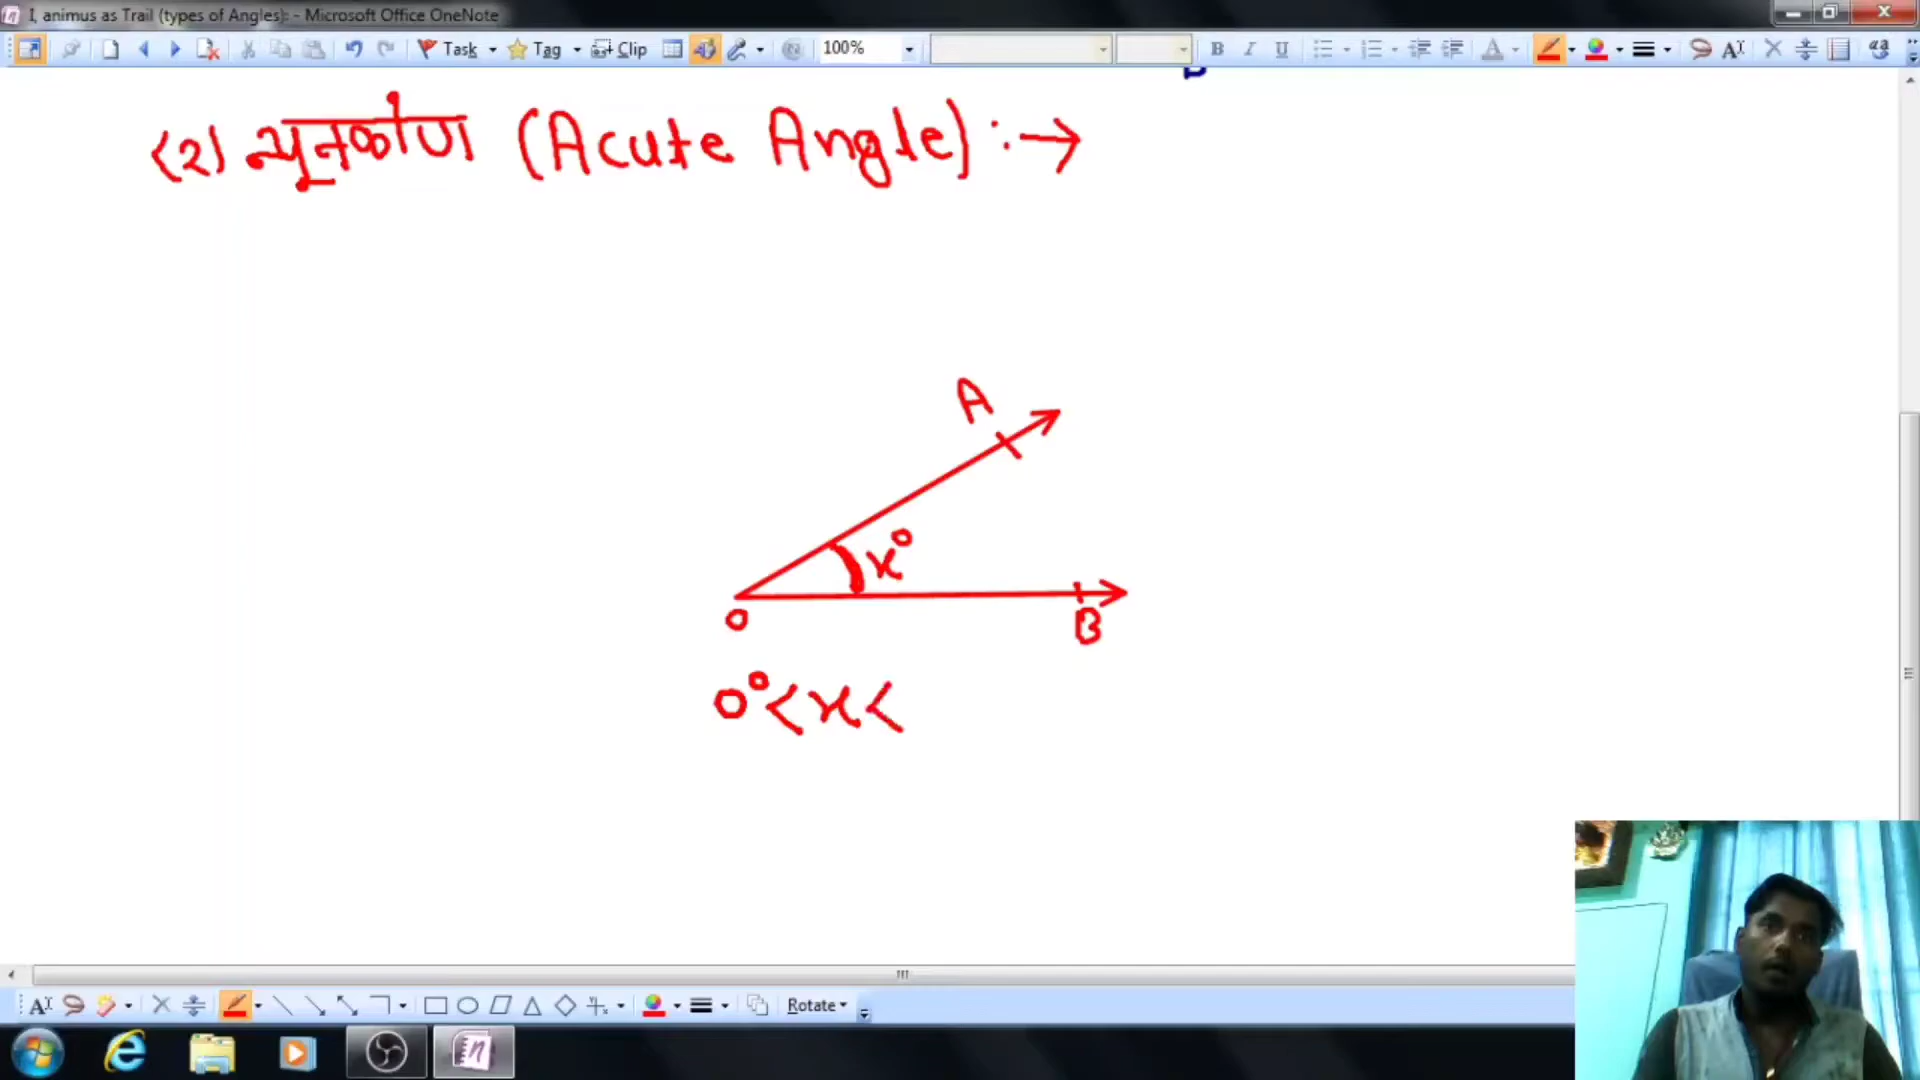 I, animus as Trail (types of Angles): - Microsoft Office OneNote
Task Tag Clip 100% B I U A
(2) न्यूनकोण (Acute Angle) :→
A
x°
O
B
0° < x <
Rotate